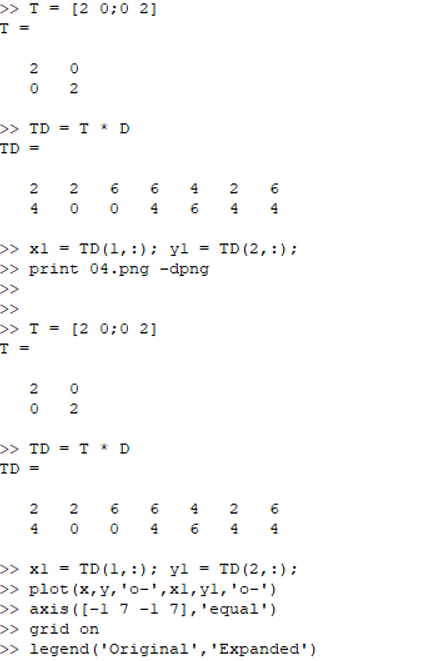 >> T = [2 0;0 2]
T =
2 0
0 2
>> TD = T * D
TD =
2 2 6 6 4 2 6
4 0 0 4 6 4 4
>> x1 = TD(1,:); y1 = TD(2,:);
>> print 04.png -dpng
>>
>>
>> T = [2 0;0 2]
T =
2 0
0 2
>> TD = T * D
TD =
2 2 6 6 4 2 6
4 0 0 4 6 4 4
>> x1 = TD(1,:); y1 = TD(2,:);
>> plot(x,y,'o-',x1,y1,'o-')
>> axis([-1 7 -1 7],'equal')
>> grid on
>> legend('Original','Expanded')